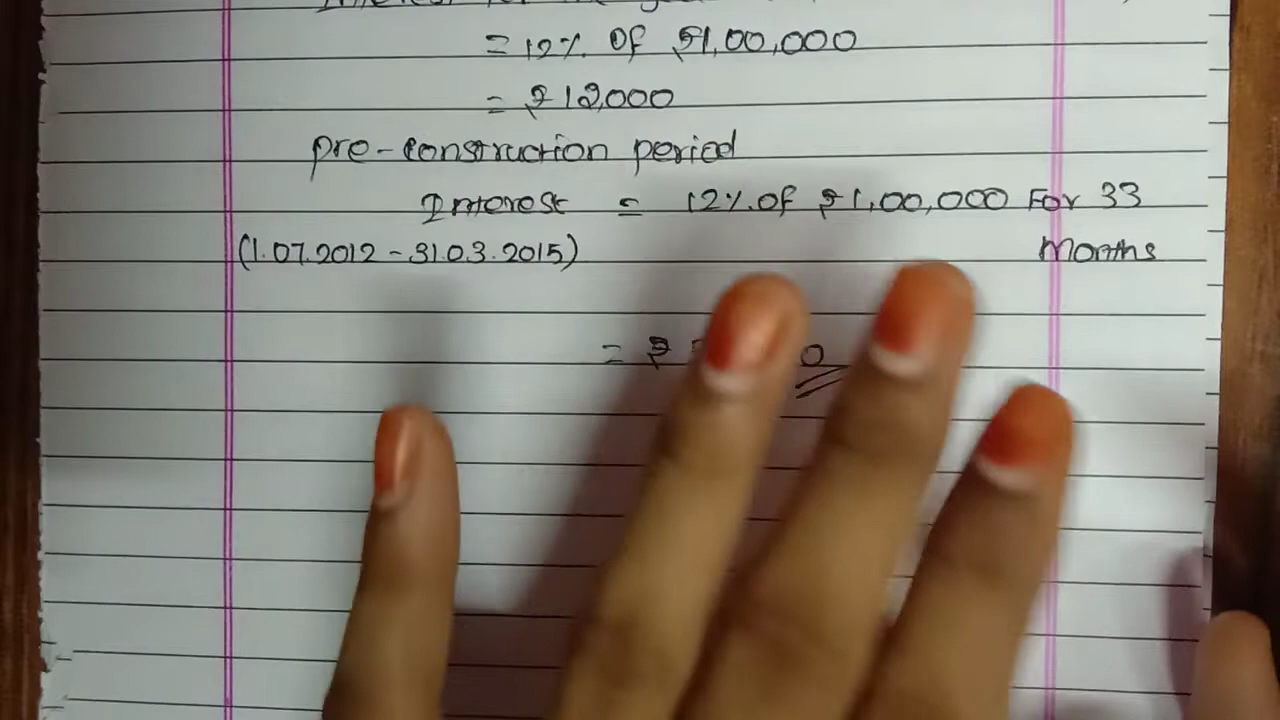 = 12% OF ₹1,00,000
= ₹12,000
Pre-Construction period
Interest = 12% OF ₹1,00,000 For 33
(1.07.2012 - 31.03.2015) Months
= ₹